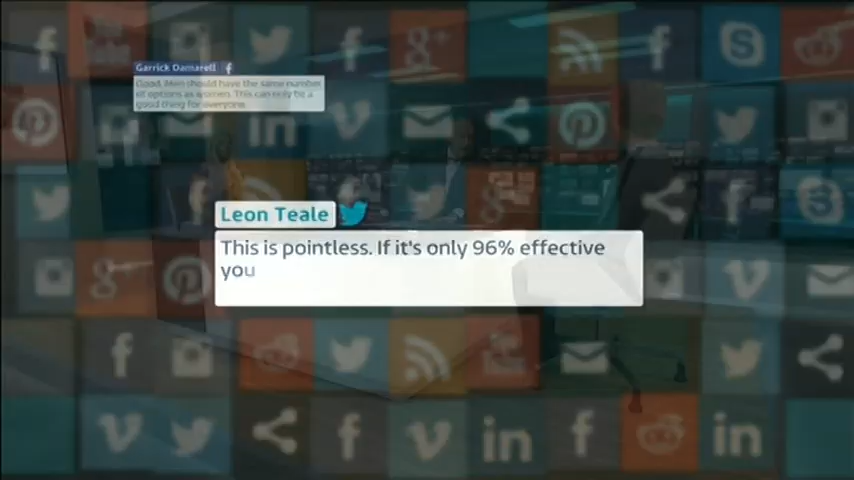 Garrick Damarell
Good. Men should have the same number
of options as women. This can only be a
good thing for everyone.
Leon Teale
This is pointless. If it's only 96% effective
you